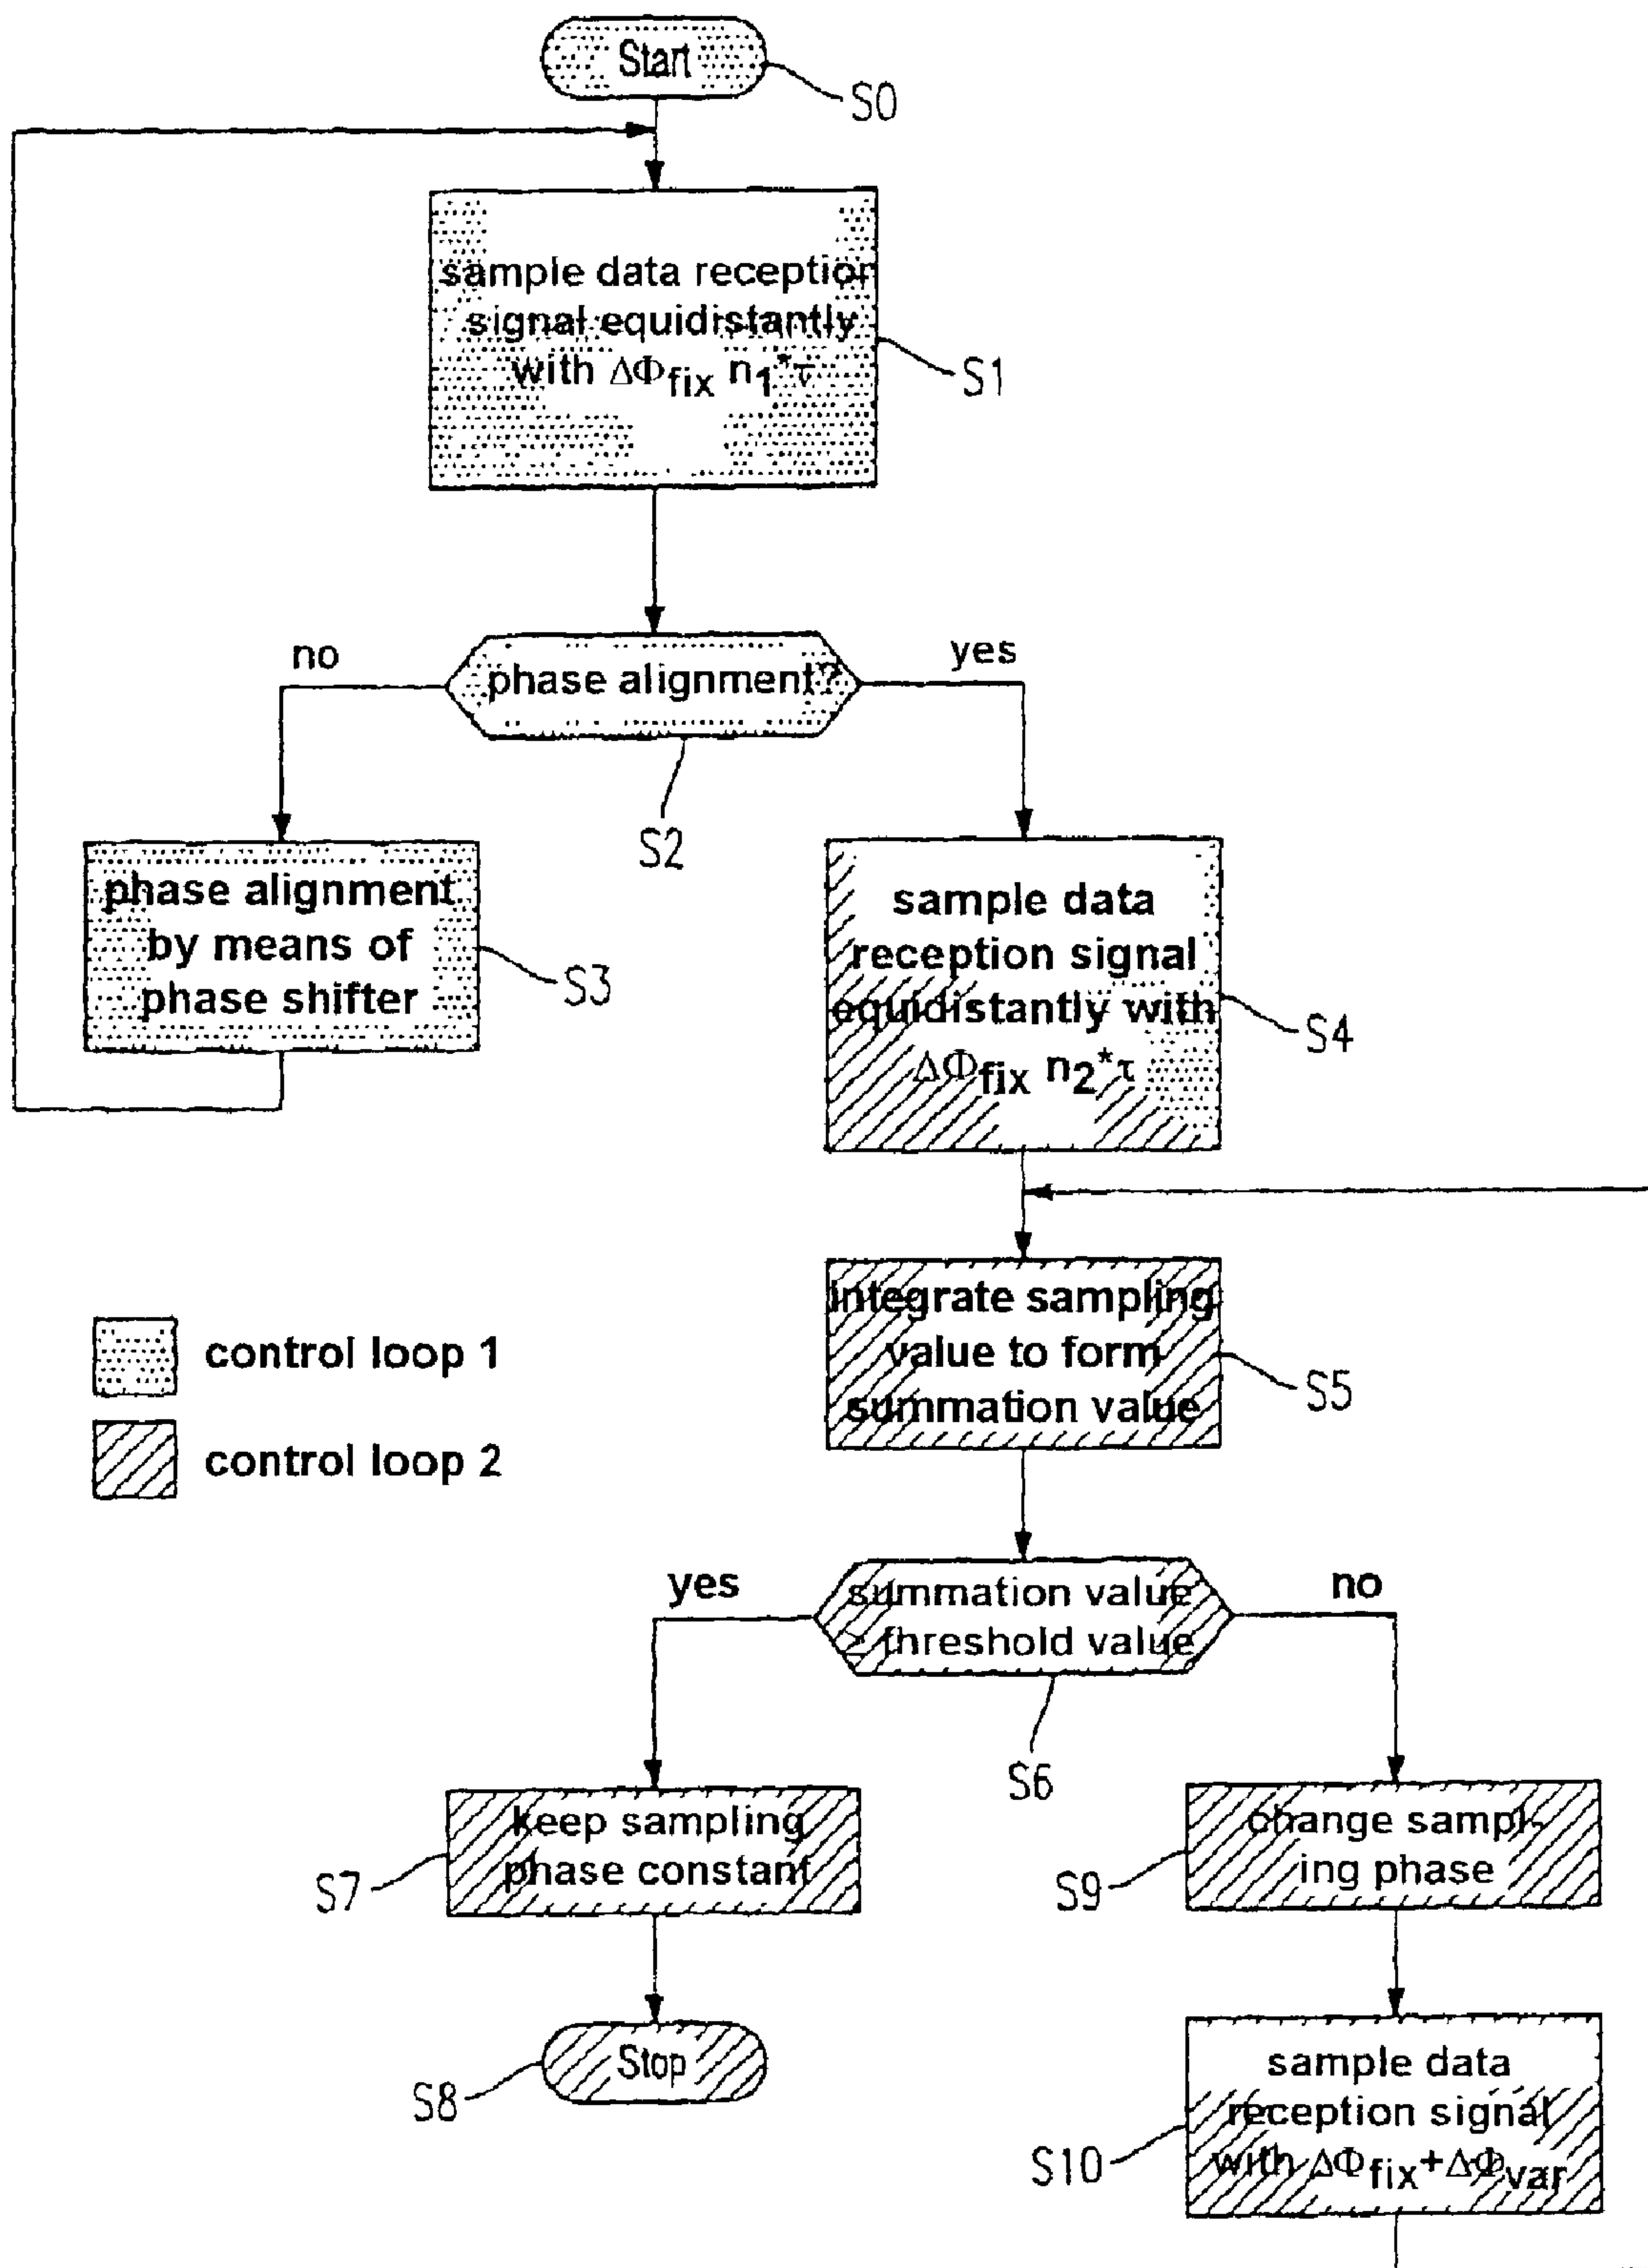 Start
S0
sample data reception
signal equidistantly
with ΔΦfix n1*τ
S1
no
phase alignment?
yes
S2
phase alignment
by means of
phase shifter
S3
sample data
reception signal
equidistantly with
ΔΦfix n2*τ
S4
integrate sampling
value to form
summation value
S5
control loop 1
control loop 2
yes
summation value
threshold value
no
S6
keep sampling
phase constant
S7
change sampl-
ing phase
S9
Stop
S8
sample data
reception signal
with ΔΦfix+ΔΦvar
S10